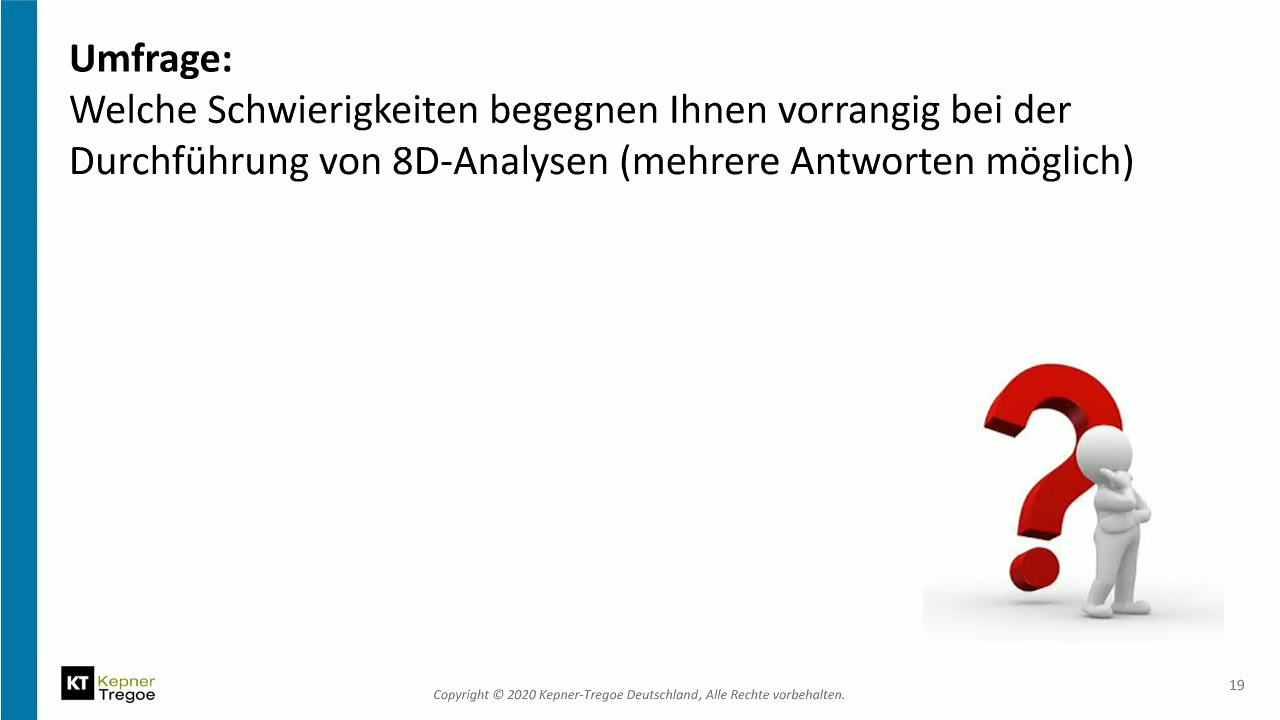 Umfrage:
Welche Schwierigkeiten begegnen Ihnen vorrangig bei der
Durchführung von 8D-Analysen (mehrere Antworten möglich)
KT Kepner
Tregoe
Copyright © 2020 Kepner-Tregoe Deutschland, Alle Rechte vorbehalten.
19